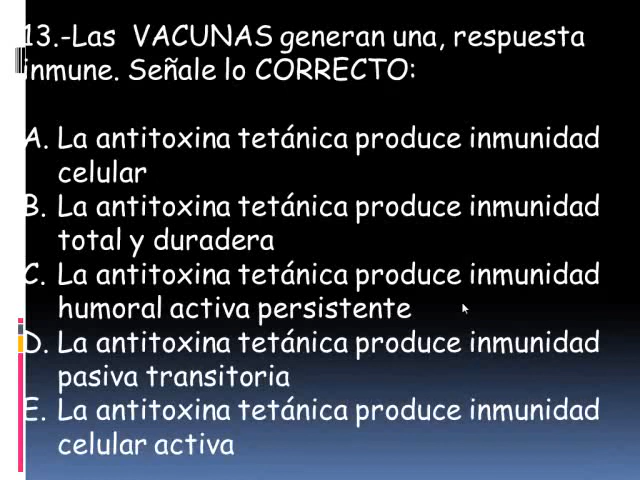 13.-Las VACUNAS generan una, respuesta
inmune. Señale lo CORRECTO:
A. La antitoxina tetánica produce inmunidad
celular
B. La antitoxina tetánica produce inmunidad
total y duradera
C. La antitoxina tetánica produce inmunidad
humoral activa persistente
D. La antitoxina tetánica produce inmunidad
pasiva transitoria
E. La antitoxina tetánica produce inmunidad
celular activa